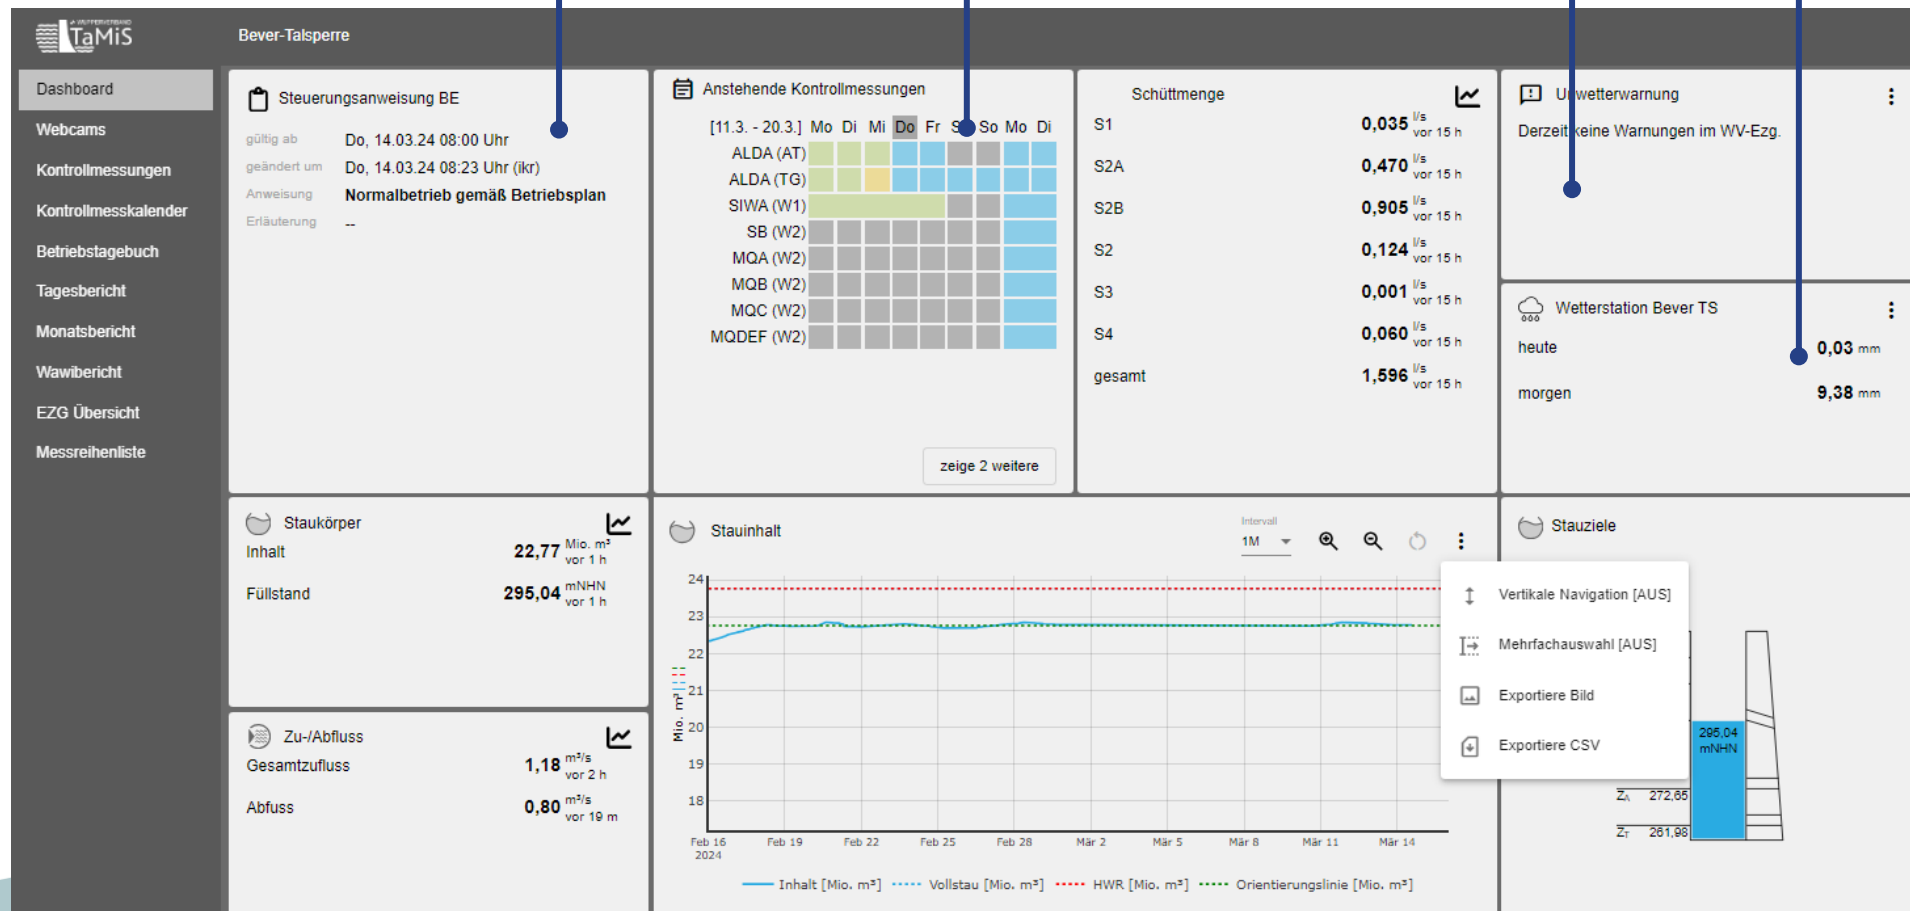 WUPPERVERBAND
TaMiS
Bever-Talsperre
Dashboard
Webcams
Kontrollmessungen
Kontrollmesskalender
Betriebstagebuch
Tagesbericht
Monatsbericht
Wawibericht
EZG Übersicht
Messreihenliste
Steuerungsanweisung BE
gültig ab Do, 14.03.24 08:00 Uhr
geändert um Do, 14.03.24 08:23 Uhr (ikr)
Anweisung Normalbetrieb gemäß Betriebsplan
Erläuterung --
Anstehende Kontrollmessungen
[11.3. - 20.3.] Mo Di Mi Do Fr So Mo Di
ALDA (AT)
ALDA (TG)
SIWA (W1)
SB (W2)
MQA (W2)
MQB (W2)
MQC (W2)
MQDEF (W2)
zeige 2 weitere
Schüttmenge
S1 0,035 l/s vor 15 h
S2A 0,470 l/s vor 15 h
S2B 0,905 l/s vor 15 h
S2 0,124 l/s vor 15 h
S3 0,001 l/s vor 15 h
S4 0,060 l/s vor 15 h
gesamt 1,596 l/s vor 15 h
Unwetterwarnung
Derzeit keine Warnungen im WV-Ezg.
Wetterstation Bever TS
heute 0,03 mm
morgen 9,38 mm
Staukörper
Inhalt 22,77 Mio. m³ vor 1 h
Füllstand 295,04 mNHN vor 1 h
Zu-/Abfluss
Gesamtzufluss 1,18 m³/s vor 2 h
Abfuss 0,80 m³/s vor 19 m
Stauinhalt
Intervall
1M
24
23
22
21
20
19
18
Mio. m³
Feb 16 Feb 19 Feb 22 Feb 25 Feb 28 Mär 2 Mär 5 Mär 8 Mär 11 Mär 14
2024
Inhalt [Mio. m³] Vollstau [Mio. m³] HWR [Mio. m³] Orientierungslinie [Mio. m³]
Vertikale Navigation [AUS]
Mehrfachauswahl [AUS]
Exportiere Bild
Exportiere CSV
Stauziele
295,04
mNHN
ZA 272,65
ZT 261,98